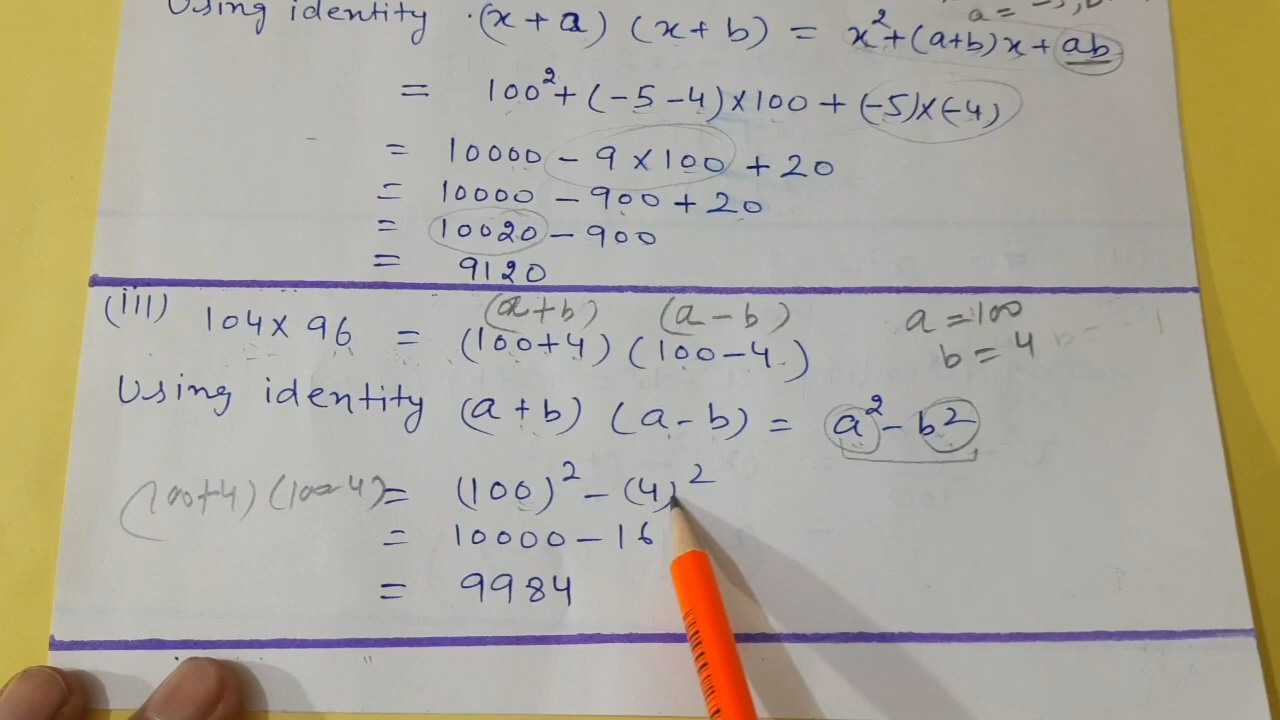 a = -5, b
Using identity (x + a) (x + b) = x² + (a+b) x + ab
= 100² + (-5 -4) × 100 + (-5) × (-4)
= 10000 - 9 × 100 + 20
= 10000 - 900 + 20
= 10020 - 900
= 9120
(a+b) (a-b) a = 100
(iii) 104 × 96 = (100+4) (100-4) b = 4
Using identity (a+b) (a-b) = a² - b²
(100+4) (100-4) = (100)² - (4)²
= 10000 - 16
= 9984